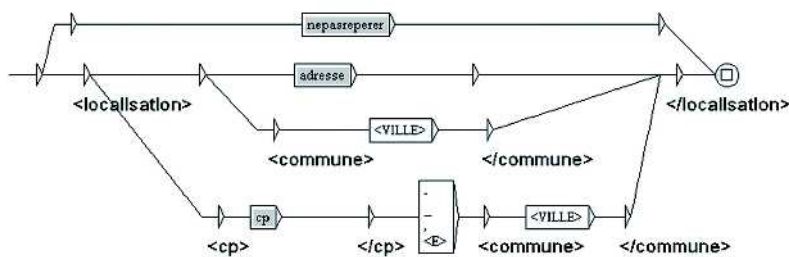 nepasreperer
adresse
<localisation> </localisation>
<VILLE>
<commune> </commune>
-
–
,
cp <VILLE>
<E>
<cp> </cp> <commune> </commune>